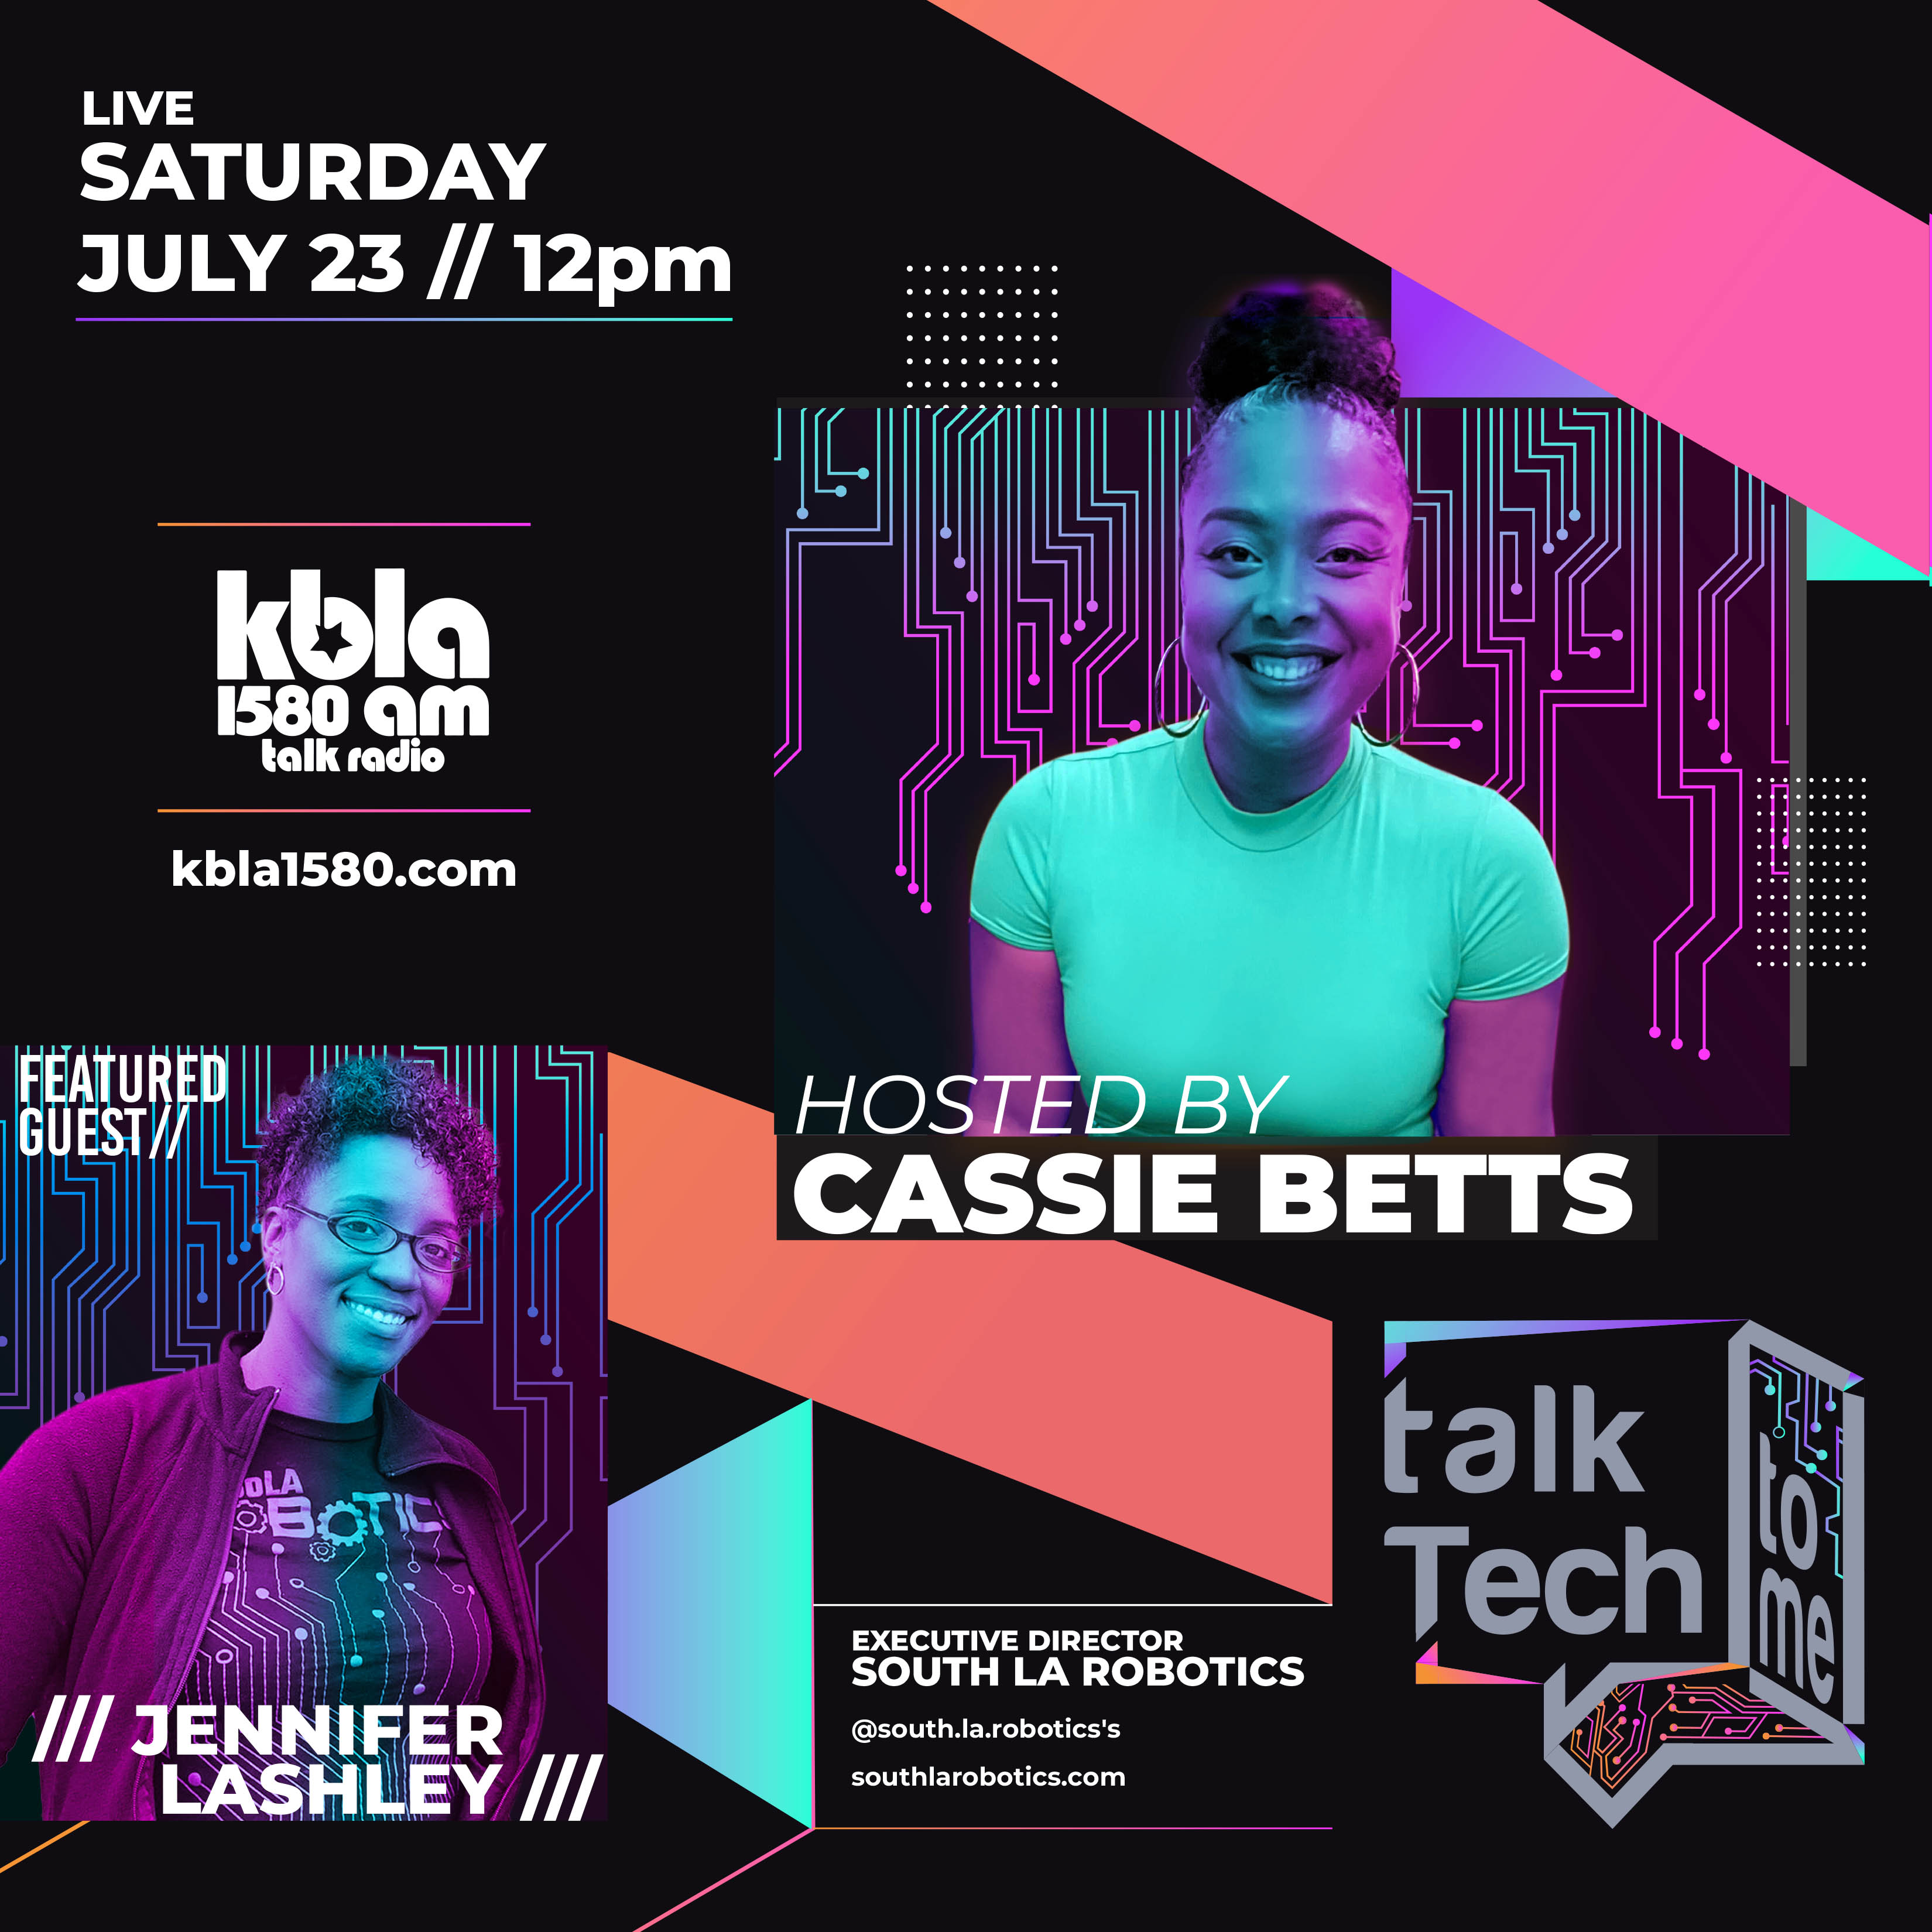 LIVE
SATURDAY
JULY 23 // 12pm
kbla
1580 am
talk radio
kbla1580.com
HOSTED BY
CASSIE BETTS
FEATURED
GUEST//
/// JENNIFER
LASHLEY ///
EXECUTIVE DIRECTOR
SOUTH LA ROBOTICS
@south.la.robotics's
southlarobotics.com
talk
Tech
to
me